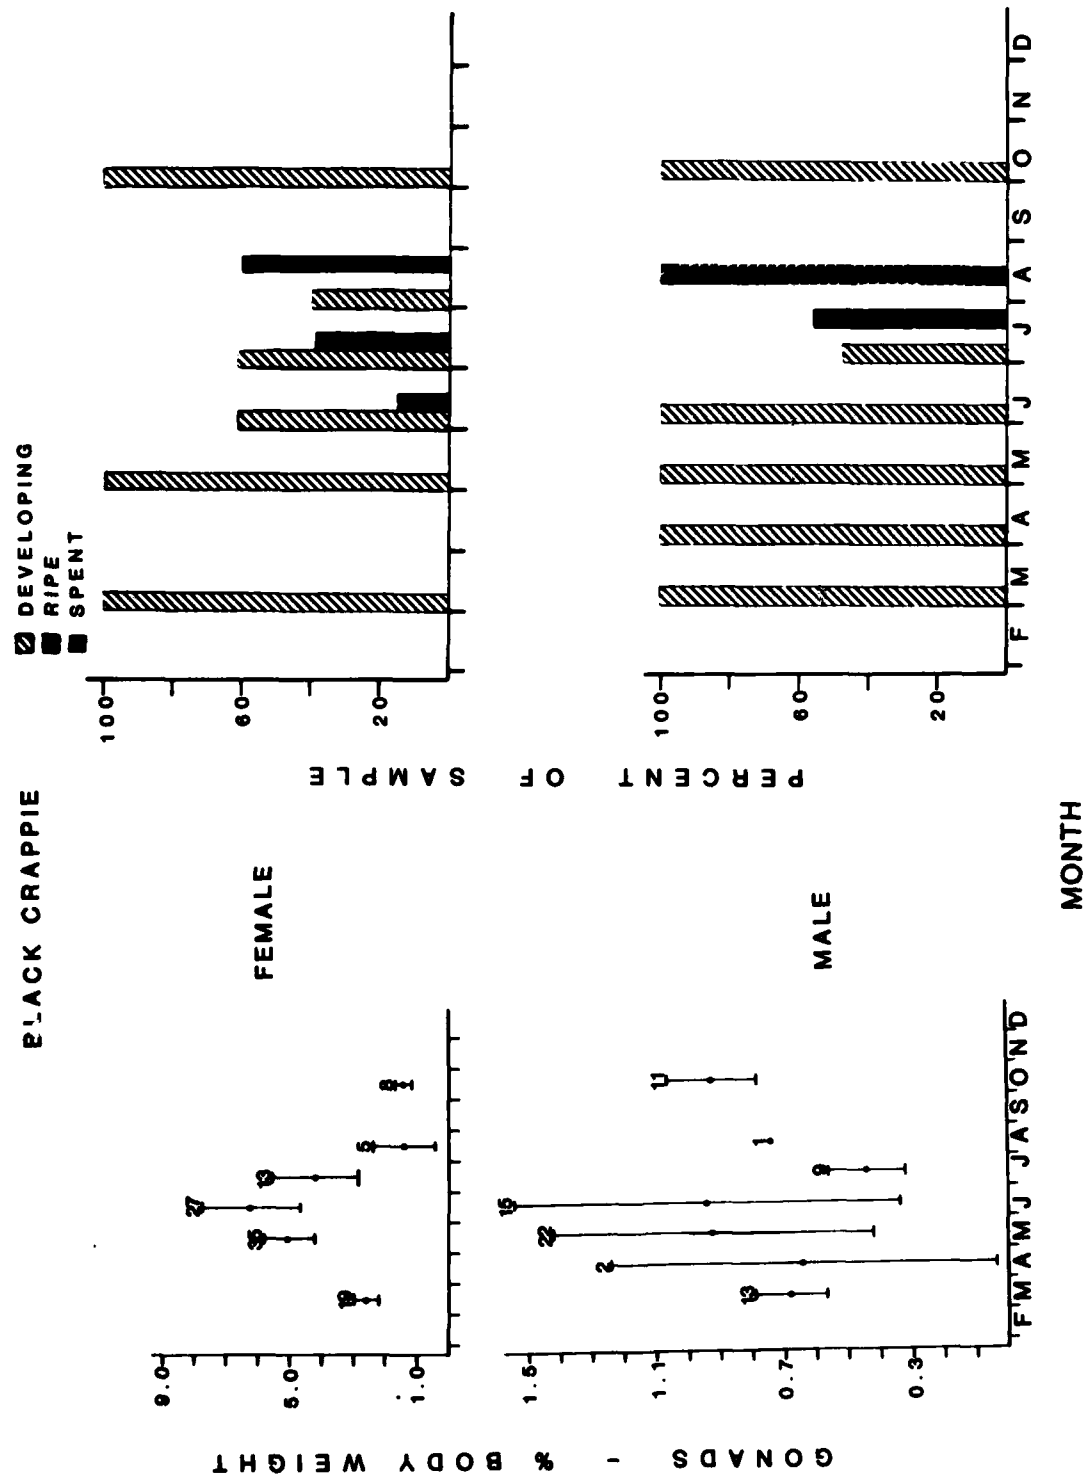 BLACK CRAPPIE
DEVELOPING
RIPE
SPENT
GONADS - % BODY WEIGHT
9.0
5.0
1.0
19
35
27
13
5
8
FEMALE
PERCENT OF SAMPLE
100
60
20
1.5
1.1
0.7
0.3
13
2
22
15
9
1
11
F M A M J J A S O N D
MALE
100
60
20
F M A M J J A S O N D
MONTH